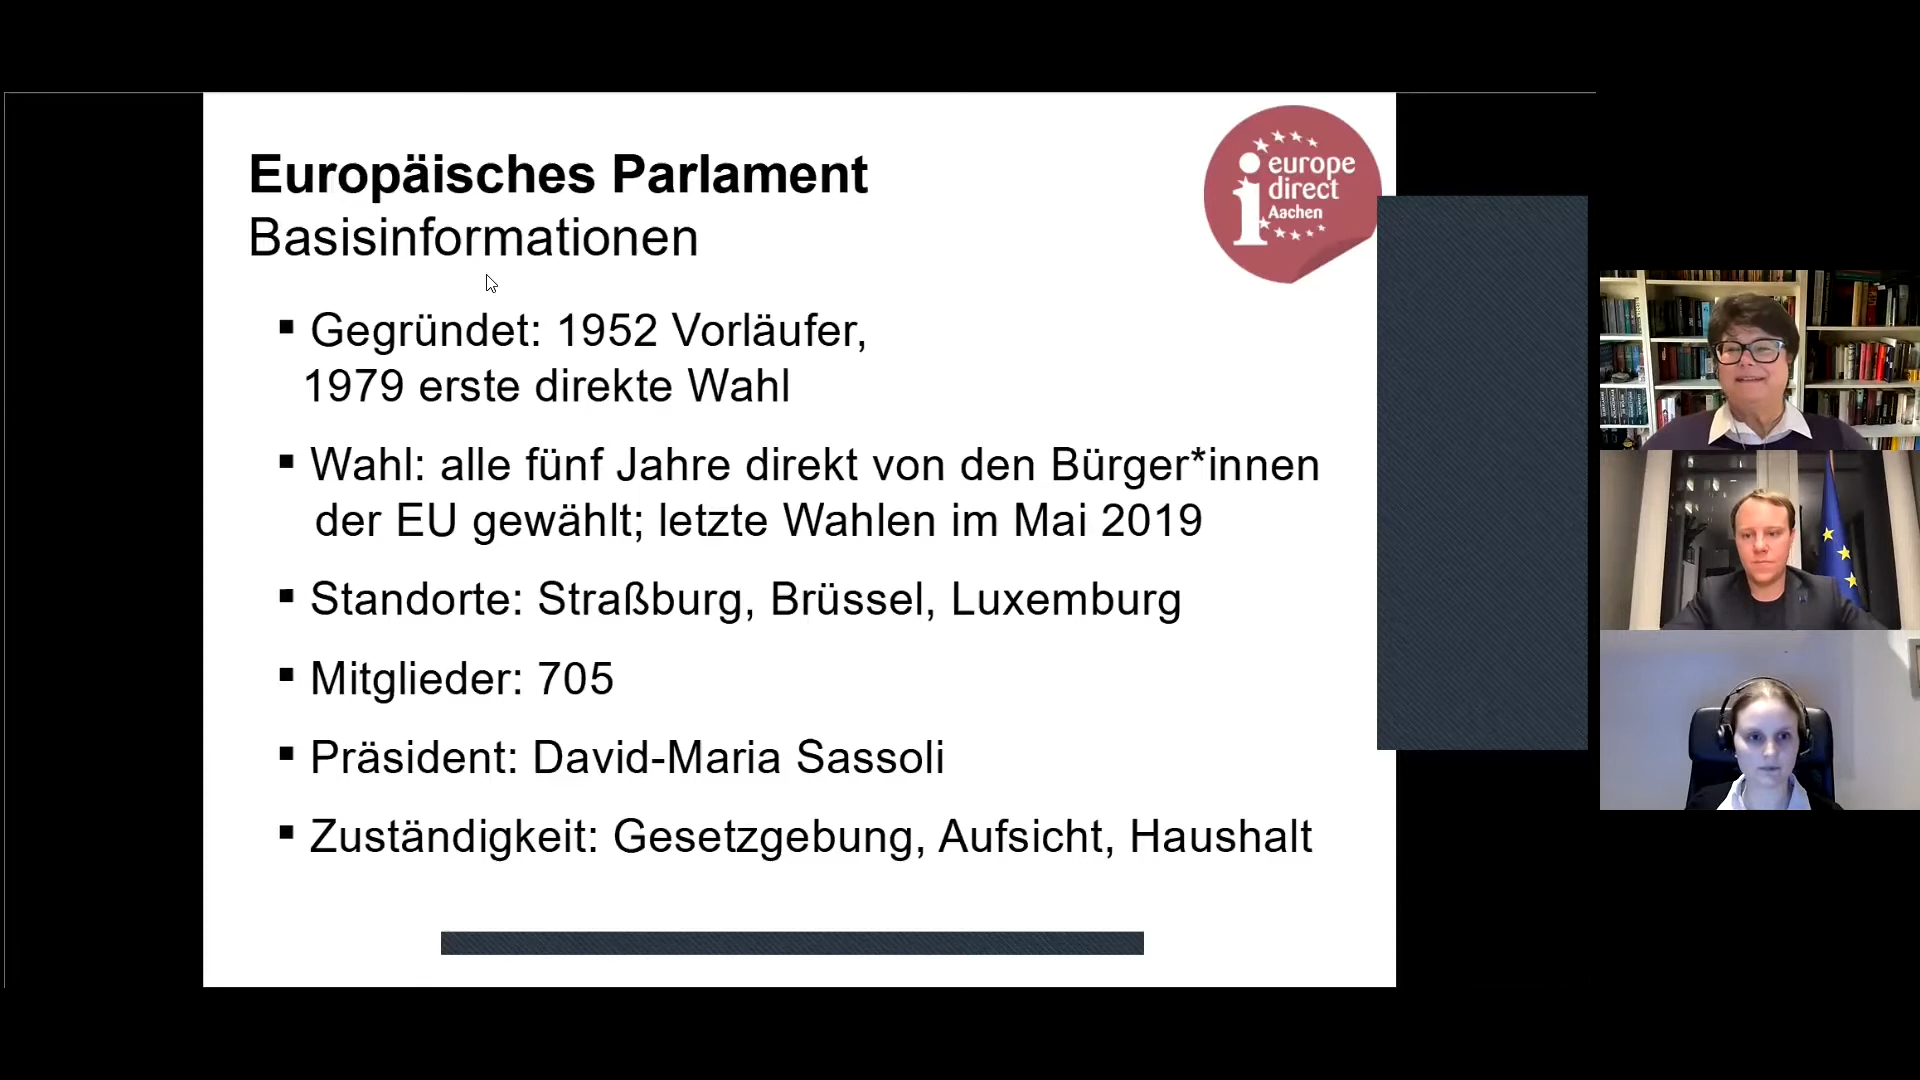 Europäisches Parlament
Basisinformationen
europe
direct
Aachen
▪ Gegründet: 1952 Vorläufer,
1979 erste direkte Wahl
▪ Wahl: alle fünf Jahre direkt von den Bürger*innen
der EU gewählt; letzte Wahlen im Mai 2019
▪ Standorte: Straßburg, Brüssel, Luxemburg
▪ Mitglieder: 705
▪ Präsident: David-Maria Sassoli
▪ Zuständigkeit: Gesetzgebung, Aufsicht, Haushalt